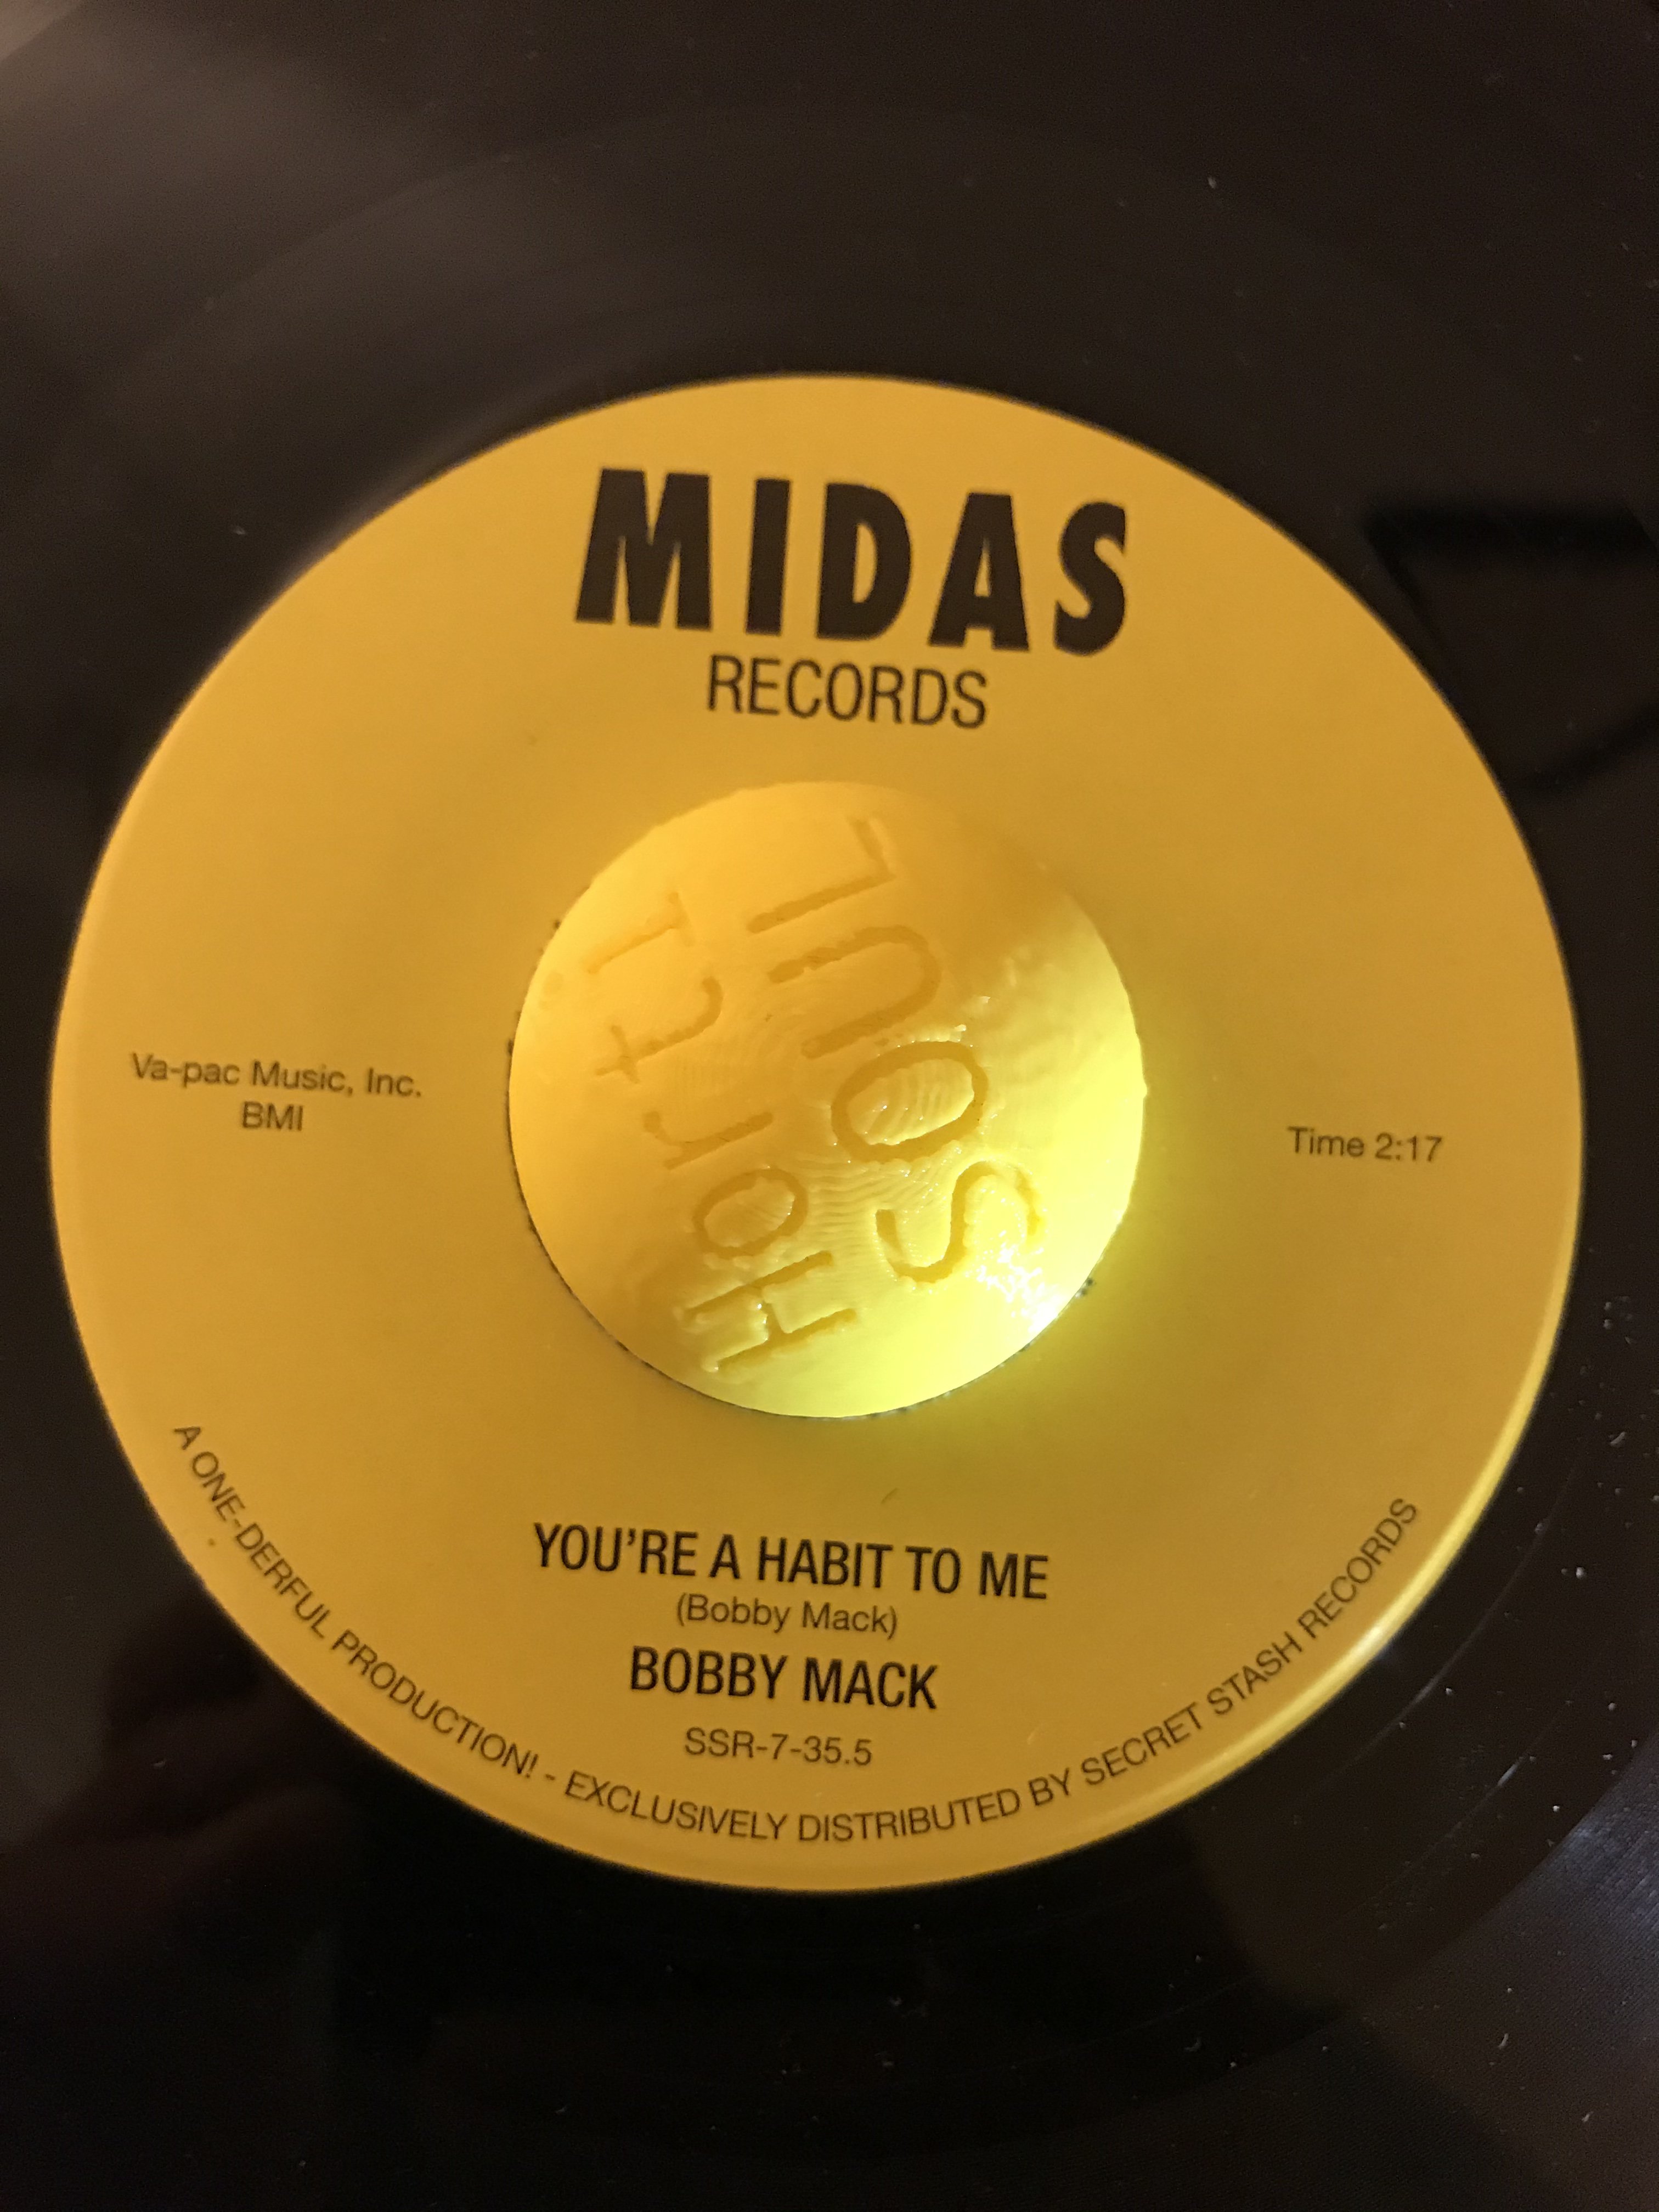 MIDAS
RECORDS
North
SOUL
Va-pac Music, Inc.
BMI
Time 2:17
YOU'RE A HABIT TO ME
(Bobby Mack)
BOBBY MACK
SSR-7-35.5
A ONE-DERFUL PRODUCTION! - EXCLUSIVELY DISTRIBUTED BY SECRET STASH RECORDS